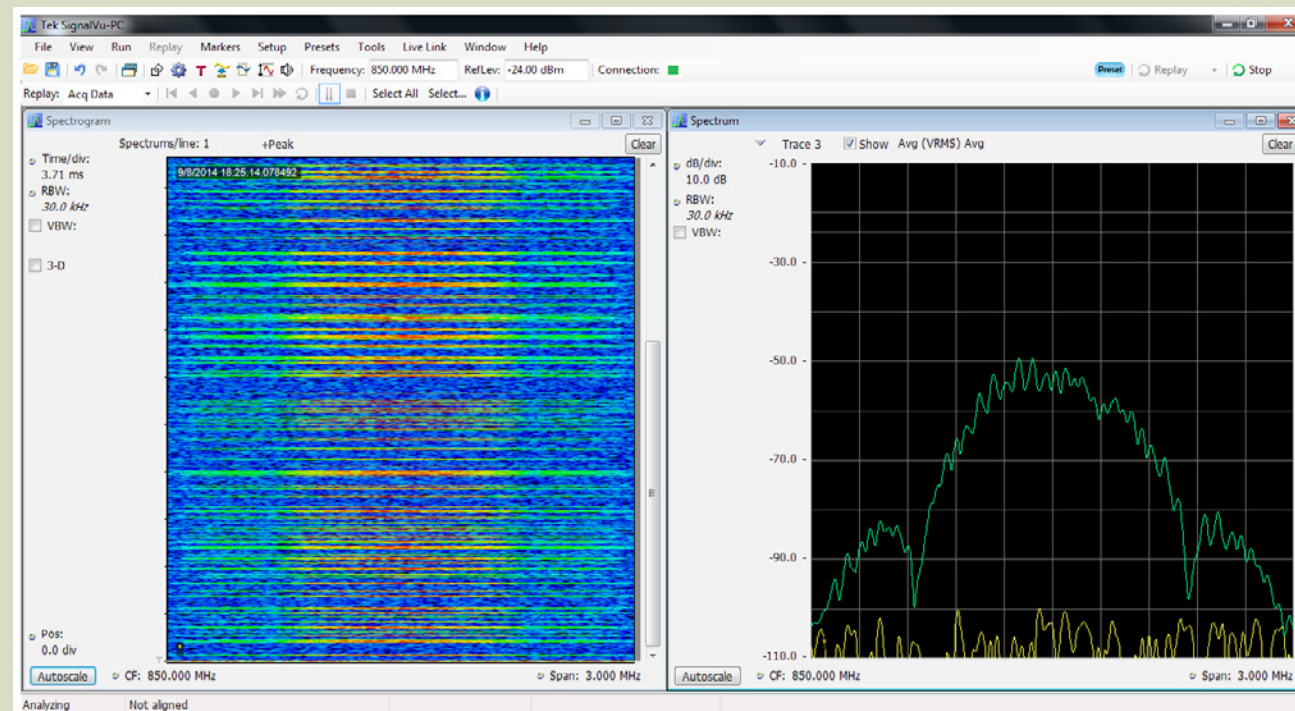 Tek SignalVu-PC
File View Run Replay Markers Setup Presets Tools Live Link Window Help
T Frequency: 850.000 MHz RefLev: -24.00 dBm Connection: Preset Replay Stop
Replay: Acq Data Select All Select...
Spectrogram
Spectrums/line: 1 +Peak Clear
Time/div:
3.71 ms
RBW:
30.0 kHz
VBW:
3-D
9/8/2014 18:25:14.078492
Pos:
0.0 div
Autoscale CF: 850.000 MHz Span: 3.000 MHz
Spectrum
Trace 3 Show Avg (VRMS) Avg Clear
dB/div:
10.0 dB
RBW:
30.0 kHz
VBW:
-10.0
-30.0
-50.0
-70.0
-90.0
-110.0
Autoscale CF: 850.000 MHz Span: 3.000 MHz
Analyzing Not aligned